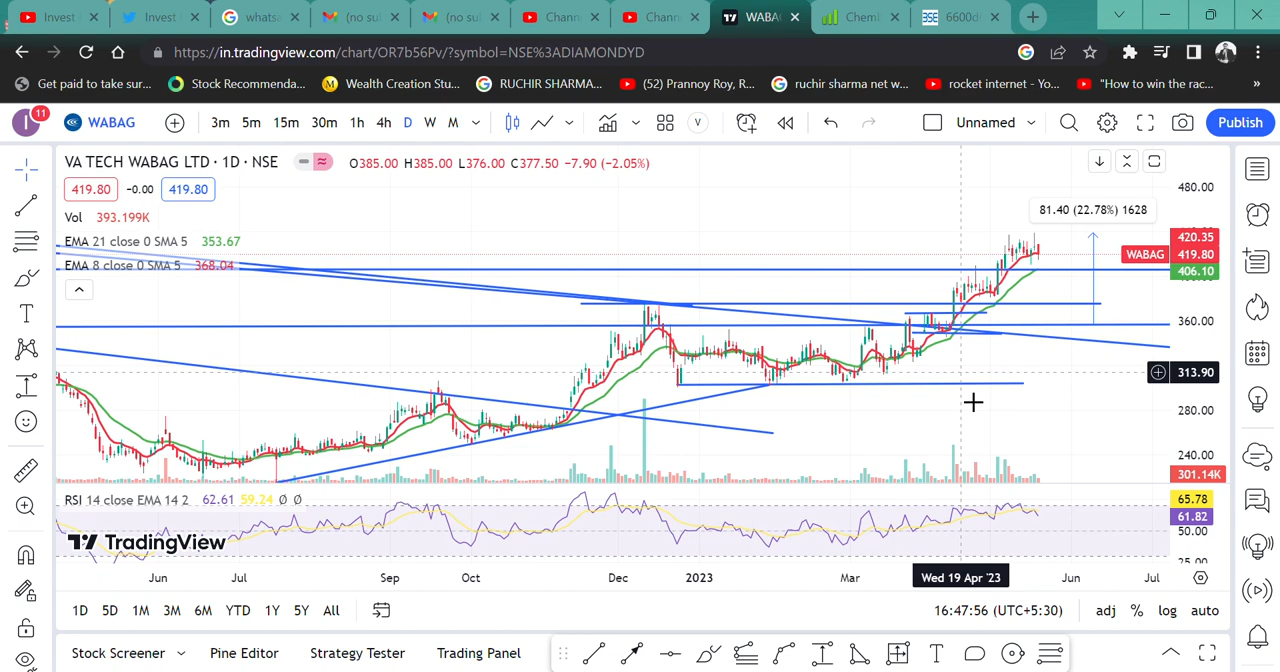 Invest
Invest
whatsa
(no sul
(no su
Chann
Chann
WABAG
Chemi
6600d
https://in.tradingview.com/chart/OR7b56Pv/?symbol=NSE%3ADIAMONDYD
Get paid to take sur...
Stock Recommenda...
Wealth Creation Stu...
RUCHIR SHARMA...
(52) Prannoy Roy, R...
ruchir sharma net w...
rocket internet - Yo...
"How to win the rac...
»
I 11
WABAG
3m 5m 15m 30m 1h 4h D W M
V
Unnamed
Publish
VA TECH WABAG LTD · 1D · NSE
O385.00 H385.00 L376.00 C377.50 −7.90 (−2.05%)
419.80 -0.00 419.80
Vol 393.199K
EMA 21 close 0 SMA 5 353.67
EMA 8 close 0 SMA 5 368.04
81.40 (22.78%) 1628
480.00
420.35
WABAG 419.80
406.10
360.00
313.90
280.00
240.00
301.14K
RSI 14 close EMA 14 2 62.61 59.24 Ø Ø
65.78
61.82
50.00
25.00
TradingView
Jun Jul Sep Oct Dec 2023 Mar Wed 19 Apr '23 Jun Jul
1D 5D 1M 3M 6M YTD 1Y 5Y All
16:47:56 (UTC+5:30)
adj % log auto
Stock Screener
Pine Editor
Strategy Tester
Trading Panel